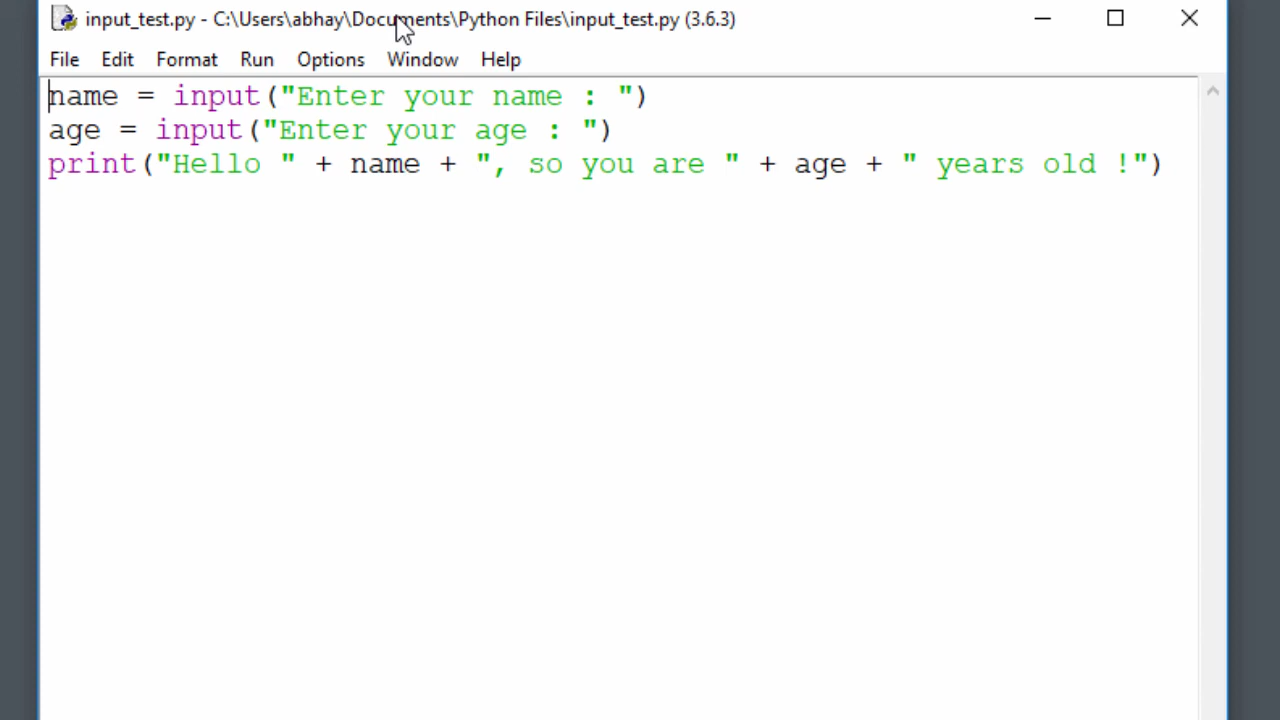 input_test.py - C:\Users\abhay\Documents\Python Files\input_test.py (3.6.3)
File Edit Format Run Options Window Help
name = input("Enter your name : ")
age = input("Enter your age : ")
print("Hello " + name + ", so you are " + age + " years old !")